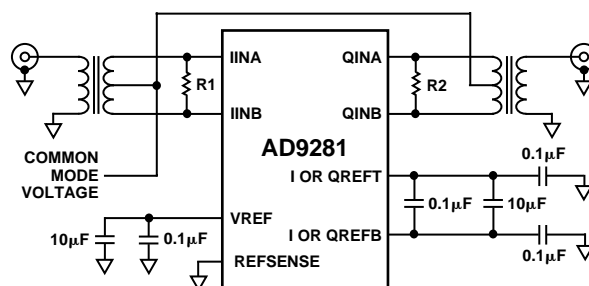 IINA
IINB
R1
QINA
QINB
R2
AD9281
COMMON
MODE
VOLTAGE
I OR QREFT
I OR QREFB
0.1µF
0.1µF
10µF
0.1µF
VREF
REFSENSE
10µF
0.1µF